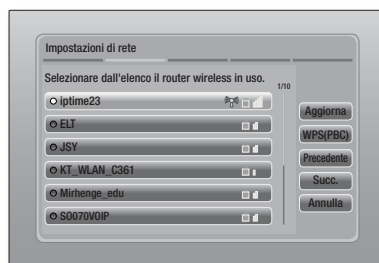 Impostazioni di rete
Selezionare dall'elenco il router wireless in uso.
1/10
iptime23
ELT
JSY
KT_WLAN_C361
Mirhenge_edu
SO070VOIP
Aggiorna
WPS(PBC)
Precedente
Succ.
Annulla